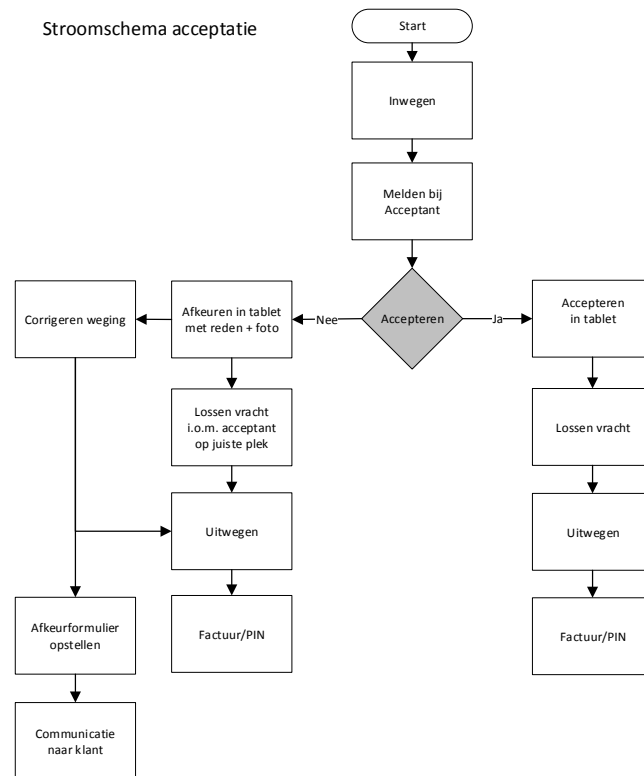 Stroomschema acceptatie
Start
Inwegen
Melden bij
Acceptant
Corrigeren weging
Afkeuren in tablet
met reden + foto
Nee
Accepteren
Ja
Accepteren
in tablet
Lossen vracht
i.o.m. acceptant
op juiste plek
Lossen vracht
Uitwegen
Uitwegen
Afkeurformulier
opstellen
Factuur/PIN
Factuur/PIN
Communicatie
naar klant